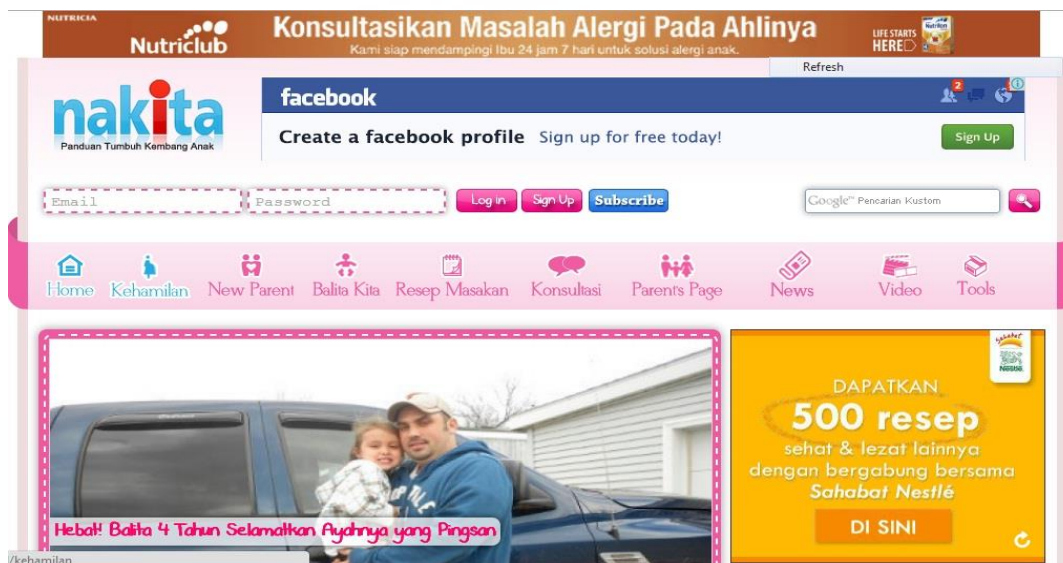 NUTRICIA
Nutriclub
Konsultasikan Masalah Alergi Pada Ahlinya
Kami siap mendampingi Ibu 24 jam 7 hari untuk solusi alergi anak.
LIFE STARTS
HERE
Refresh
nakita
Panduan Tumbuh Kembang Anak
facebook
2
Create a facebook profile Sign up for free today!
Sign Up
Email
Password
Log in
Sign Up
Subscribe
Google™ Pencarian Kustom
Home
Kehamilan
New Parent
Balita Kita
Resep Masakan
Konsultasi
Parents Page
News
Video
Tools
Hebat! Balita 4 Tahun Selamatkan Ayahnya yang Pingsan
Sahabat
Nestlé
DAPATKAN
500 resep
sehat & lezat lainnya
dengan bergabung bersama
Sahabat Nestlé
DI SINI
/kehamilan